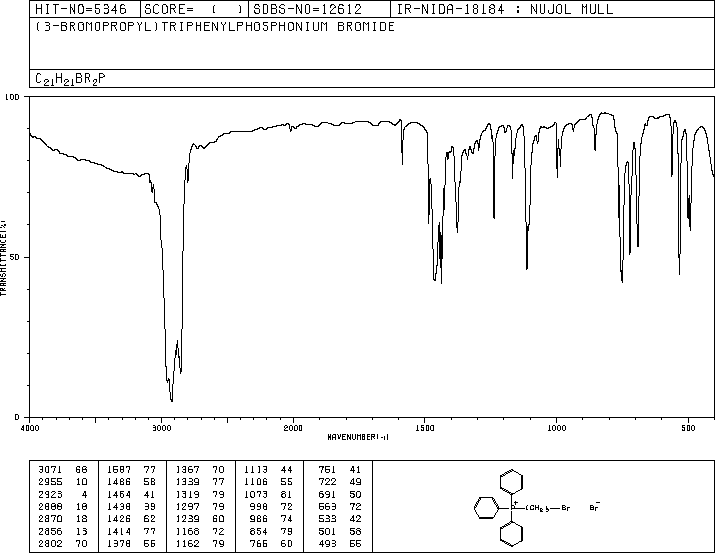 HIT-NO=5346 SCORE= ( ) SDBS-NO=12612 IR-NIDA-18184 : NUJOL MULL
(3-BROMOPROPYL)TRIPHENYLPHOSPHONIUM BROMIDE
C21H21BR2P
100
50
0
TRANSMITTANCE(%)
4000 3000 2000 1500 1000 500
WAVENUMBER(-1)
3071 66 1587 77 1367 70 1113 44 751 41
2955 10 1486 58 1339 77 1106 55 722 49
2923 4 1464 41 1319 79 1073 81 691 50
2888 18 1438 39 1297 79 998 72 563 72
2870 18 1426 62 1239 60 986 74 533 42
2856 13 1414 77 1168 72 854 79 501 58
2802 70 1378 55 1162 79 766 60 493 55
P+ (CH2)3 Br Br−